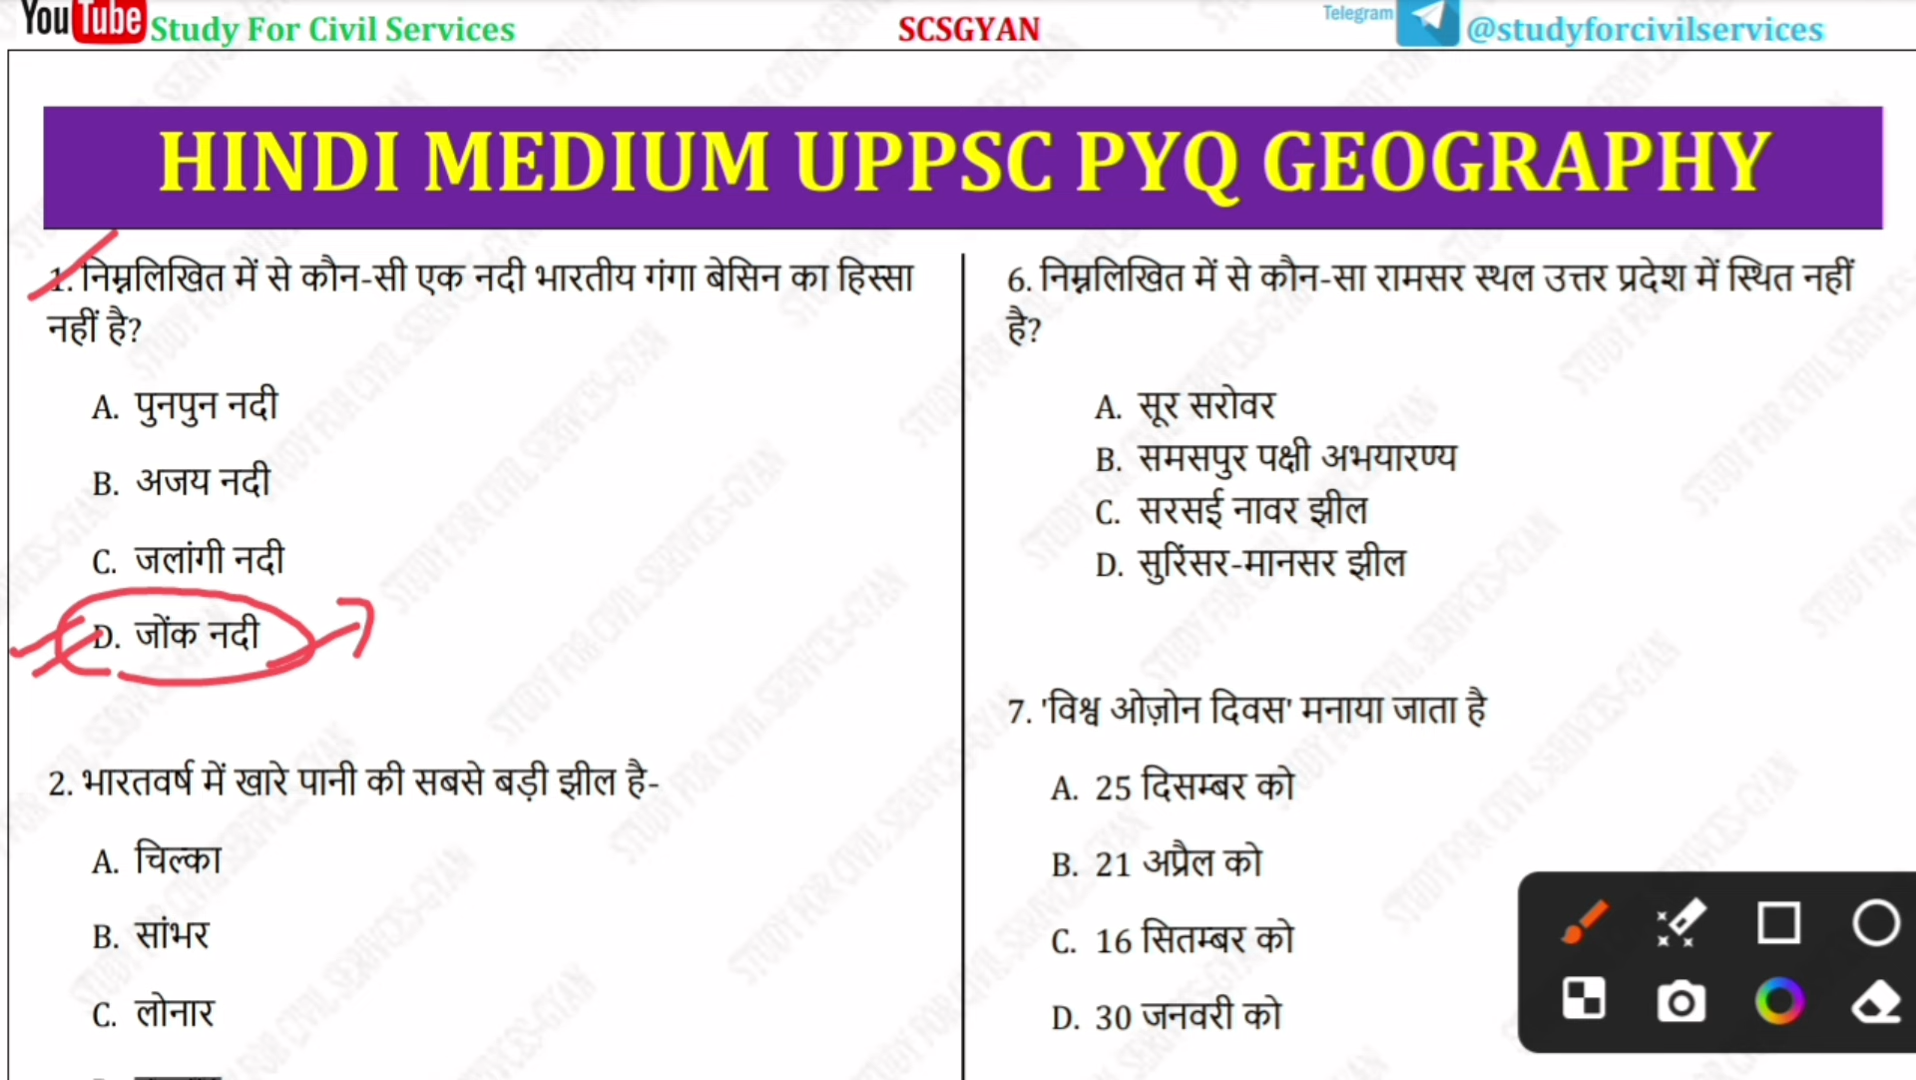 YouTube Study For Civil Services
SCSGYAN
Telegram @studyforcivilservices
HINDI MEDIUM UPPSC PYQ GEOGRAPHY
1. निम्नलिखित में से कौन-सी एक नदी भारतीय गंगा बेसिन का हिस्सा
नहीं है?
A. पुनपुन नदी
B. अजय नदी
C. जलांगी नदी
D. जोंक नदी
2. भारतवर्ष में खारे पानी की सबसे बड़ी झील है-
A. चिल्का
B. सांभर
C. लोनार
6. निम्नलिखित में से कौन-सा रामसर स्थल उत्तर प्रदेश में स्थित नहीं
है?
A. सूर सरोवर
B. समसपुर पक्षी अभयारण्य
C. सरसई नावर झील
D. सुरिंसर-मानसर झील
7. 'विश्व ओज़ोन दिवस' मनाया जाता है
A. 25 दिसम्बर को
B. 21 अप्रैल को
C. 16 सितम्बर को
D. 30 जनवरी को